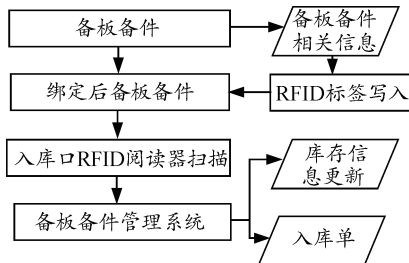 备板备件
备板备件
相关信息
绑定后备板备件
RFID标签写入
入库口RFID阅读器扫描
库存信
息更新
备板备件管理系统
入库单